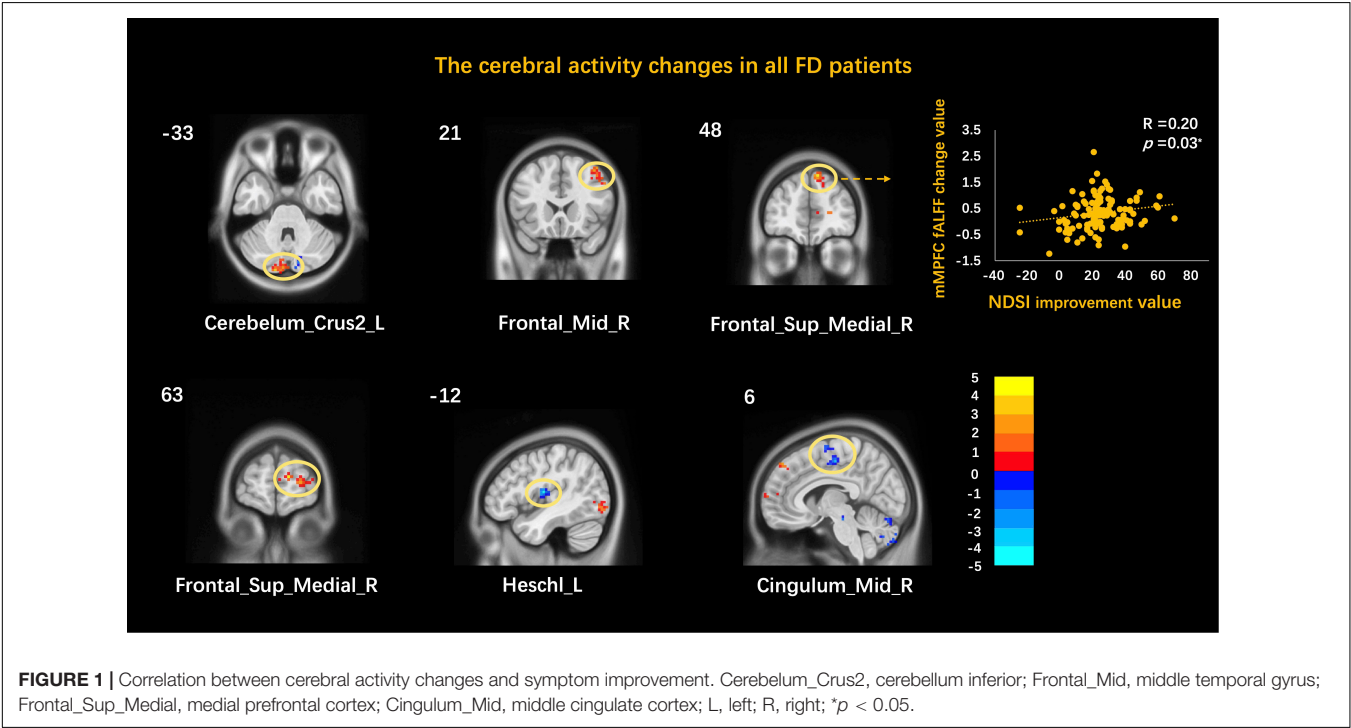 The cerebral activity changes in all FD patients
-33
Cerebelum_Crus2_L
21
Frontal_Mid_R
48
Frontal_Sup_Medial_R
mMPFC fALFF change value
3.5
2.5
1.5
0.5
-0.5
-1.5
R =0.20
p =0.03*
-40 -20 0 20 40 60 80
NDSI improvement value
63
Frontal_Sup_Medial_R
-12
Heschl_L
6
Cingulum_Mid_R
5
4
3
2
1
0
-1
-2
-3
-4
-5
FIGURE 1 | Correlation between cerebral activity changes and symptom improvement. Cerebelum_Crus2, cerebellum inferior; Frontal_Mid, middle temporal gyrus;
Frontal_Sup_Medial, medial prefrontal cortex; Cingulum_Mid, middle cingulate cortex; L, left; R, right; *p < 0.05.